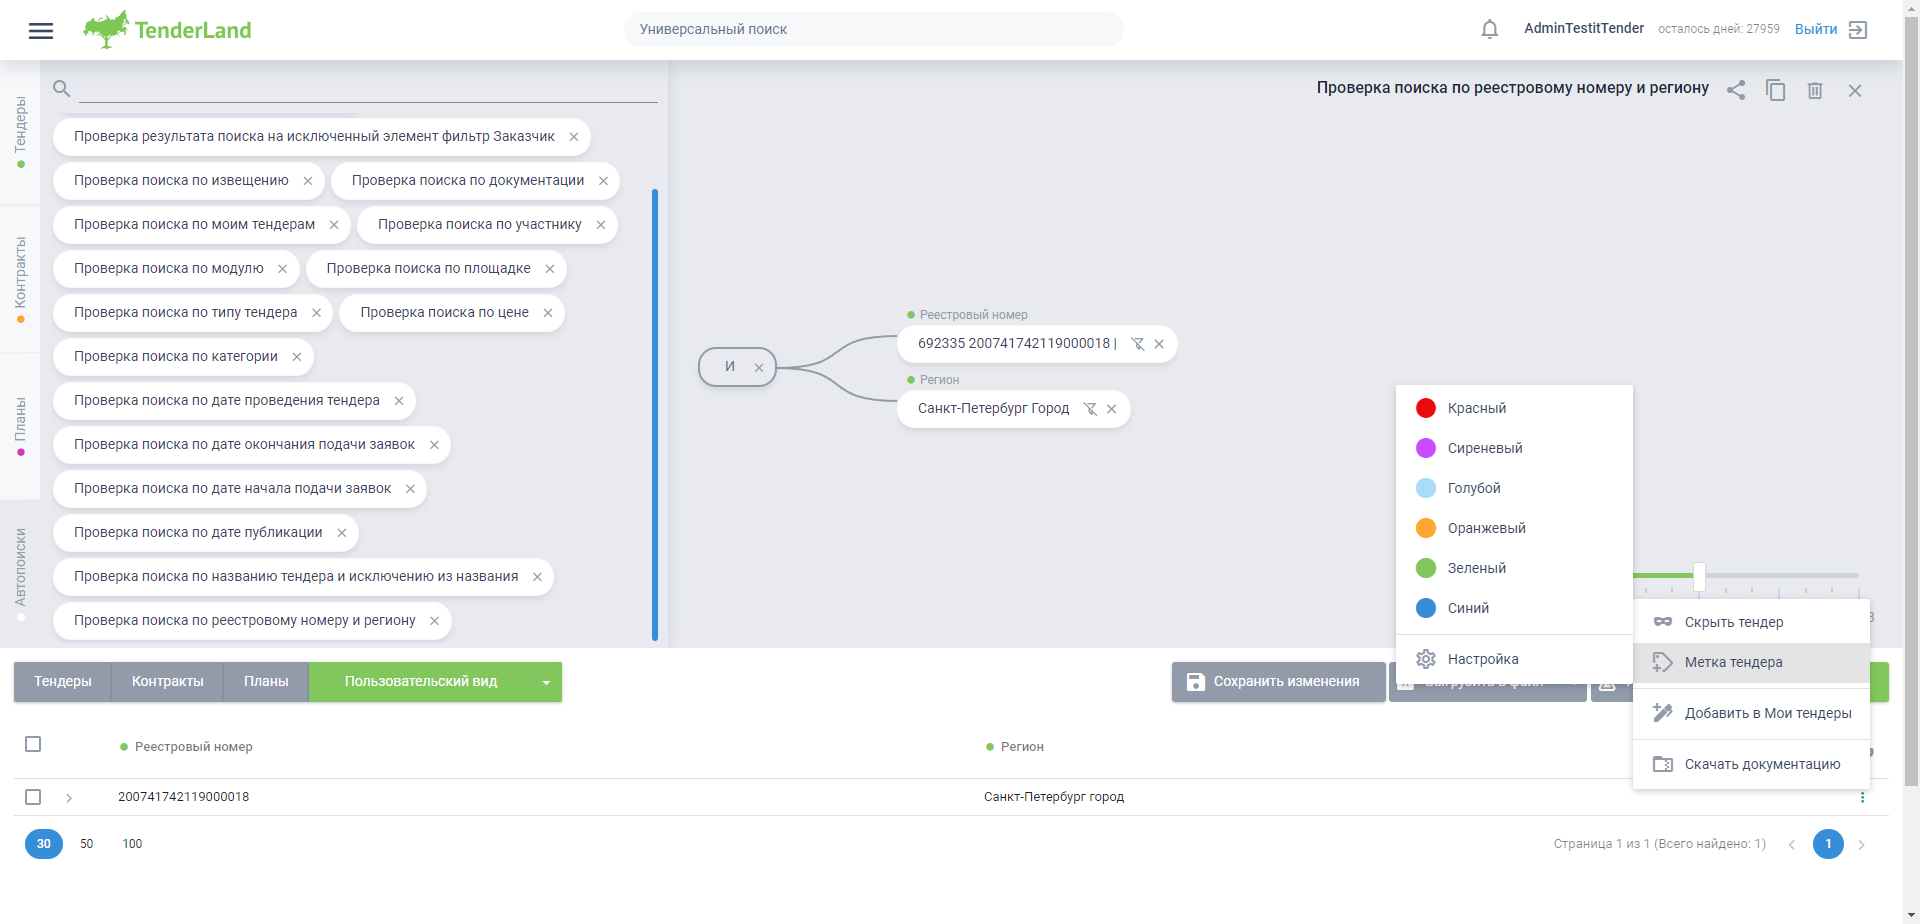 TenderLand
Универсальный поиск
AdminTestitTender
осталось дней: 27959
Выйти
Тендеры
Контракты
Планы
Автопоиски
Проверка результата поиска на исключенный элемент фильтр Заказчик
Проверка поиска по извещению
Проверка поиска по документации
Проверка поиска по моим тендерам
Проверка поиска по участнику
Проверка поиска по модулю
Проверка поиска по площадке
Проверка поиска по типу тендера
Проверка поиска по цене
Проверка поиска по категории
Проверка поиска по дате проведения тендера
Проверка поиска по дате окончания подачи заявок
Проверка поиска по дате начала подачи заявок
Проверка поиска по дате публикации
Проверка поиска по названию тендера и исключению из названия
Проверка поиска по реестровому номеру и региону
Проверка поиска по реестровому номеру и региону
И
Реестровый номер
692335 200741742119000018 |
Регион
Санкт-Петербург Город
Красный
Сиреневый
Голубой
Оранжевый
Зеленый
Синий
Настройка
Скрыть тендер
Метка тендера
Добавить в Мои тендеры
Скачать документацию
Тендеры
Контракты
Планы
Пользовательский вид
Сохранить изменения
Реестровый номер
Регион
200741742119000018
Санкт-Петербург город
30
50
100
Страница 1 из 1 (Всего найдено: 1)
1